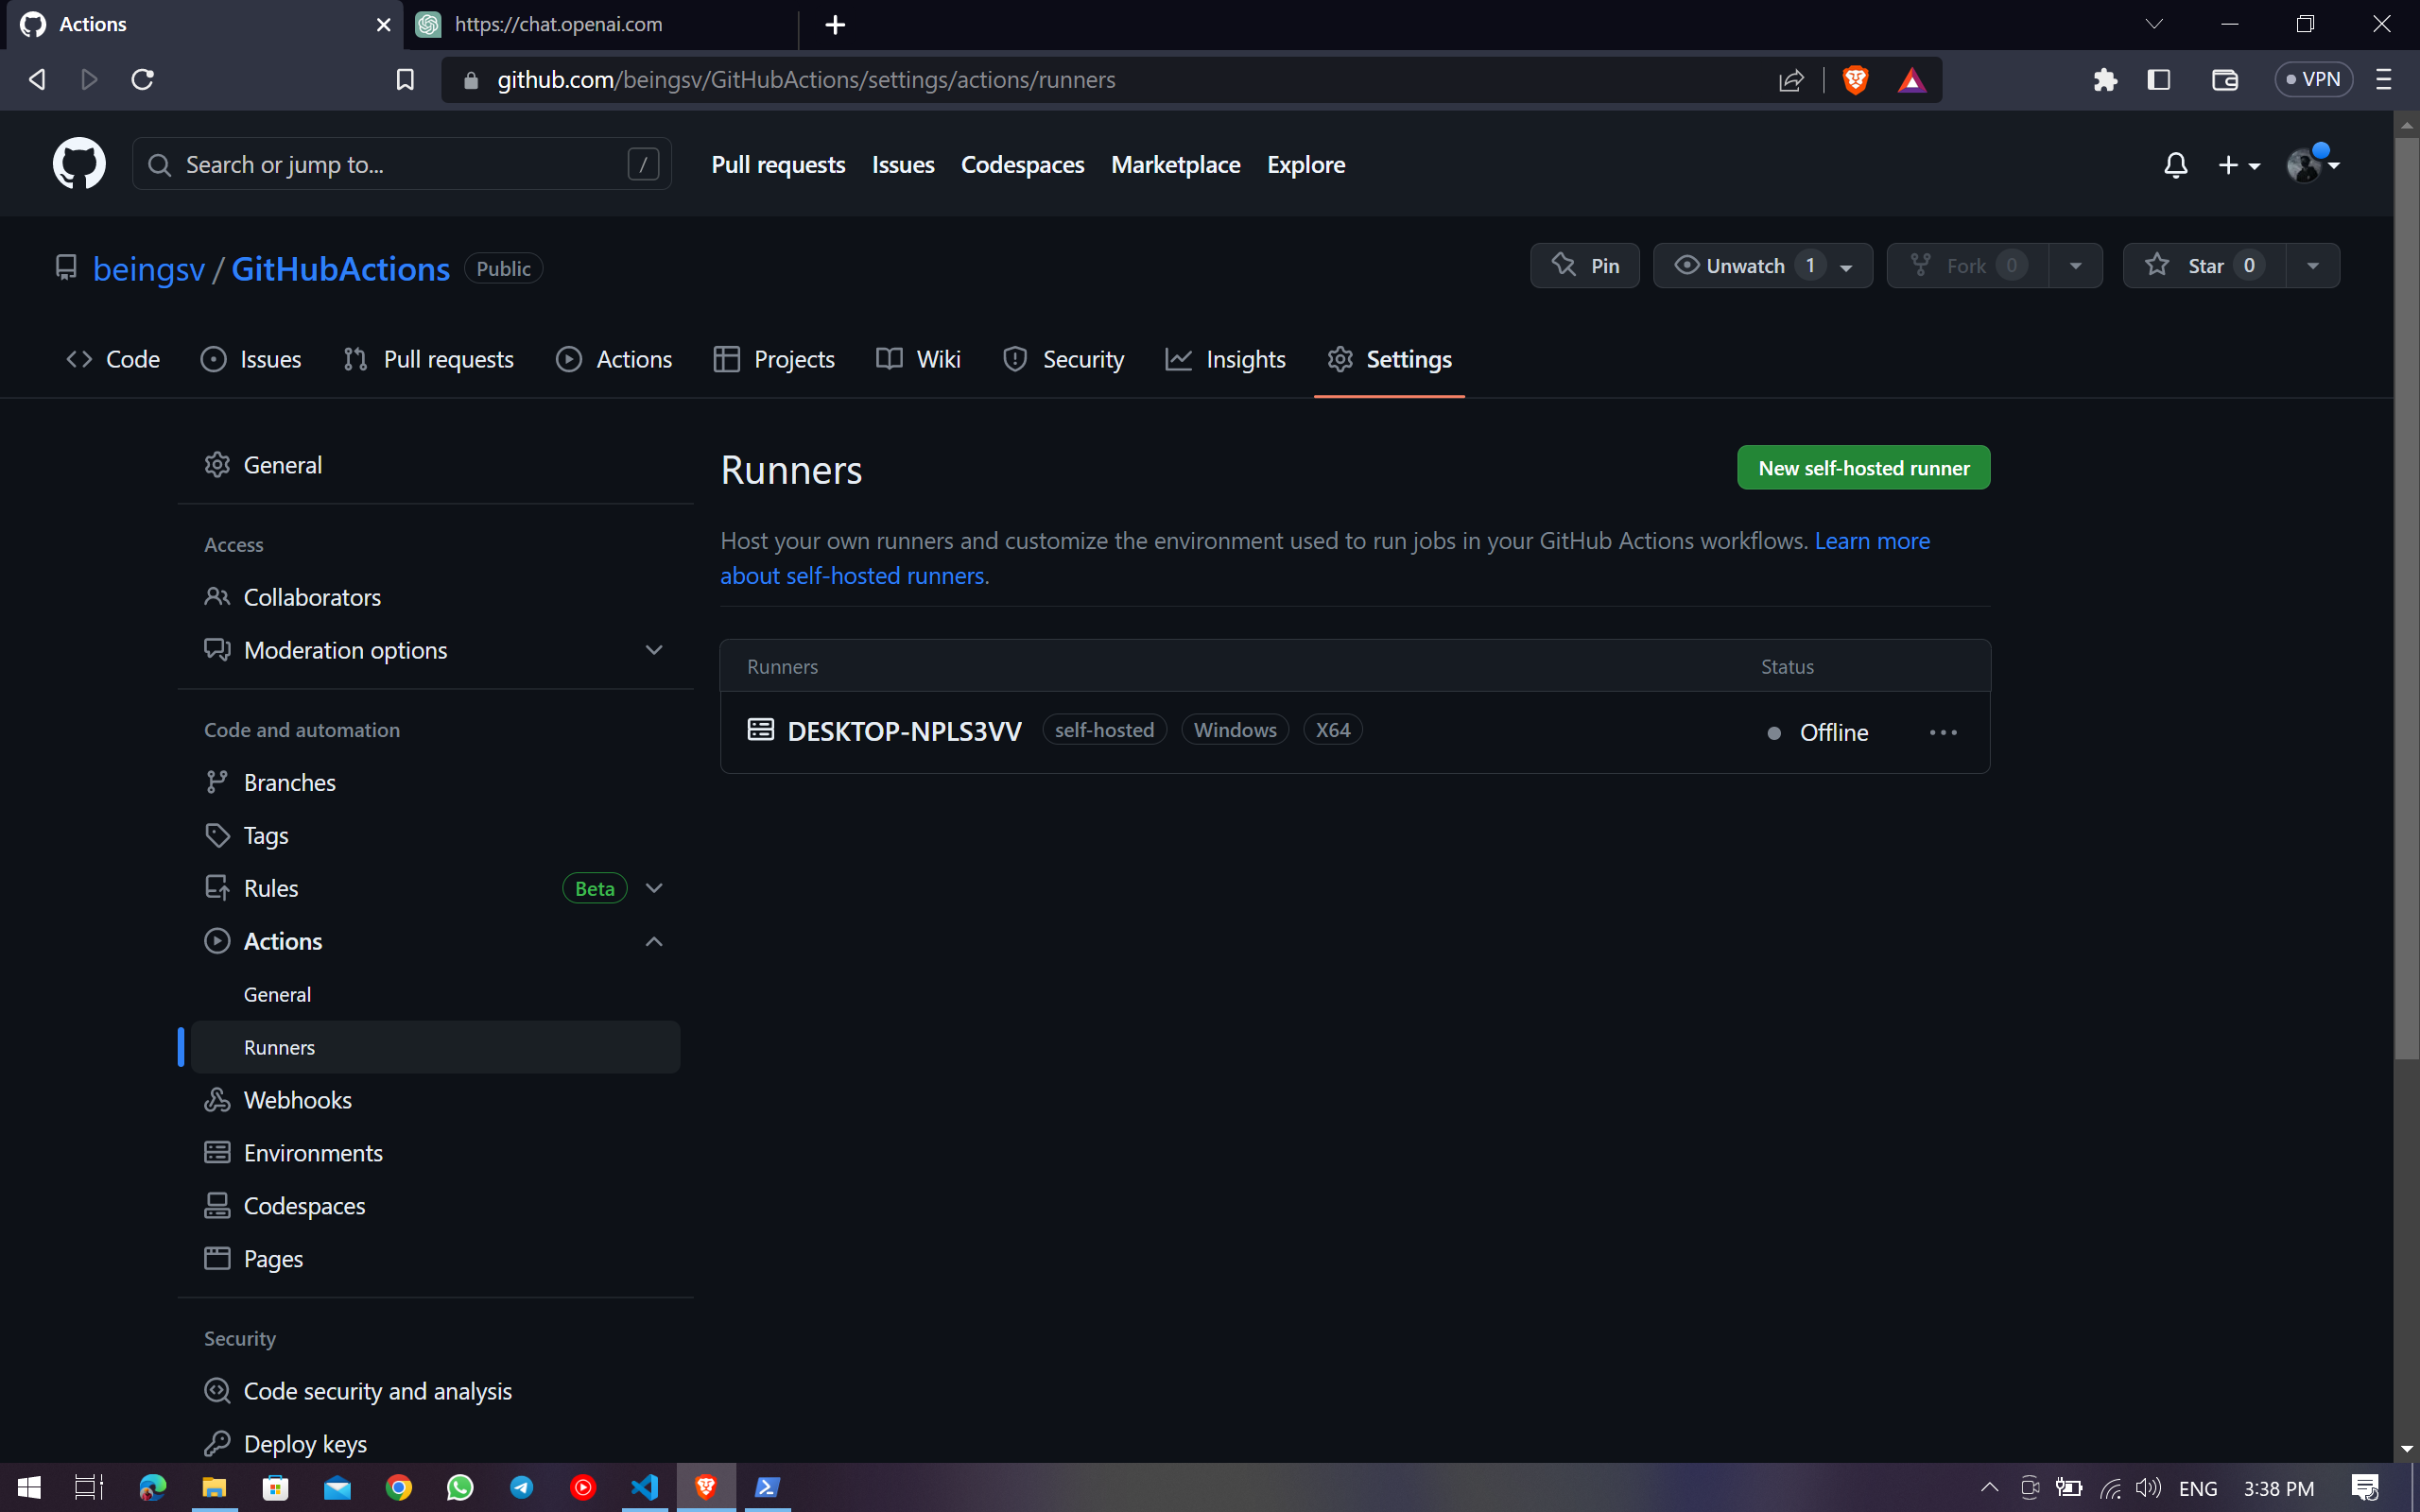 Actions
https://chat.openai.com
github.com/beingsv/GitHubActions/settings/actions/runners
VPN
Search or jump to...
/
Pull requests
Issues
Codespaces
Marketplace
Explore
beingsv / GitHubActions
Public
Pin
Unwatch 1
Fork 0
Star 0
Code
Issues
Pull requests
Actions
Projects
Wiki
Security
Insights
Settings
General
Access
Collaborators
Moderation options
Code and automation
Branches
Tags
Rules
Beta
Actions
General
Runners
Webhooks
Environments
Codespaces
Pages
Security
Code security and analysis
Deploy keys
Runners
New self-hosted runner
Host your own runners and customize the environment used to run jobs in your GitHub Actions workflows. Learn more
about self-hosted runners.
Runners
Status
DESKTOP-NPLS3VV
self-hosted
Windows
X64
Offline
ENG
3:38 PM